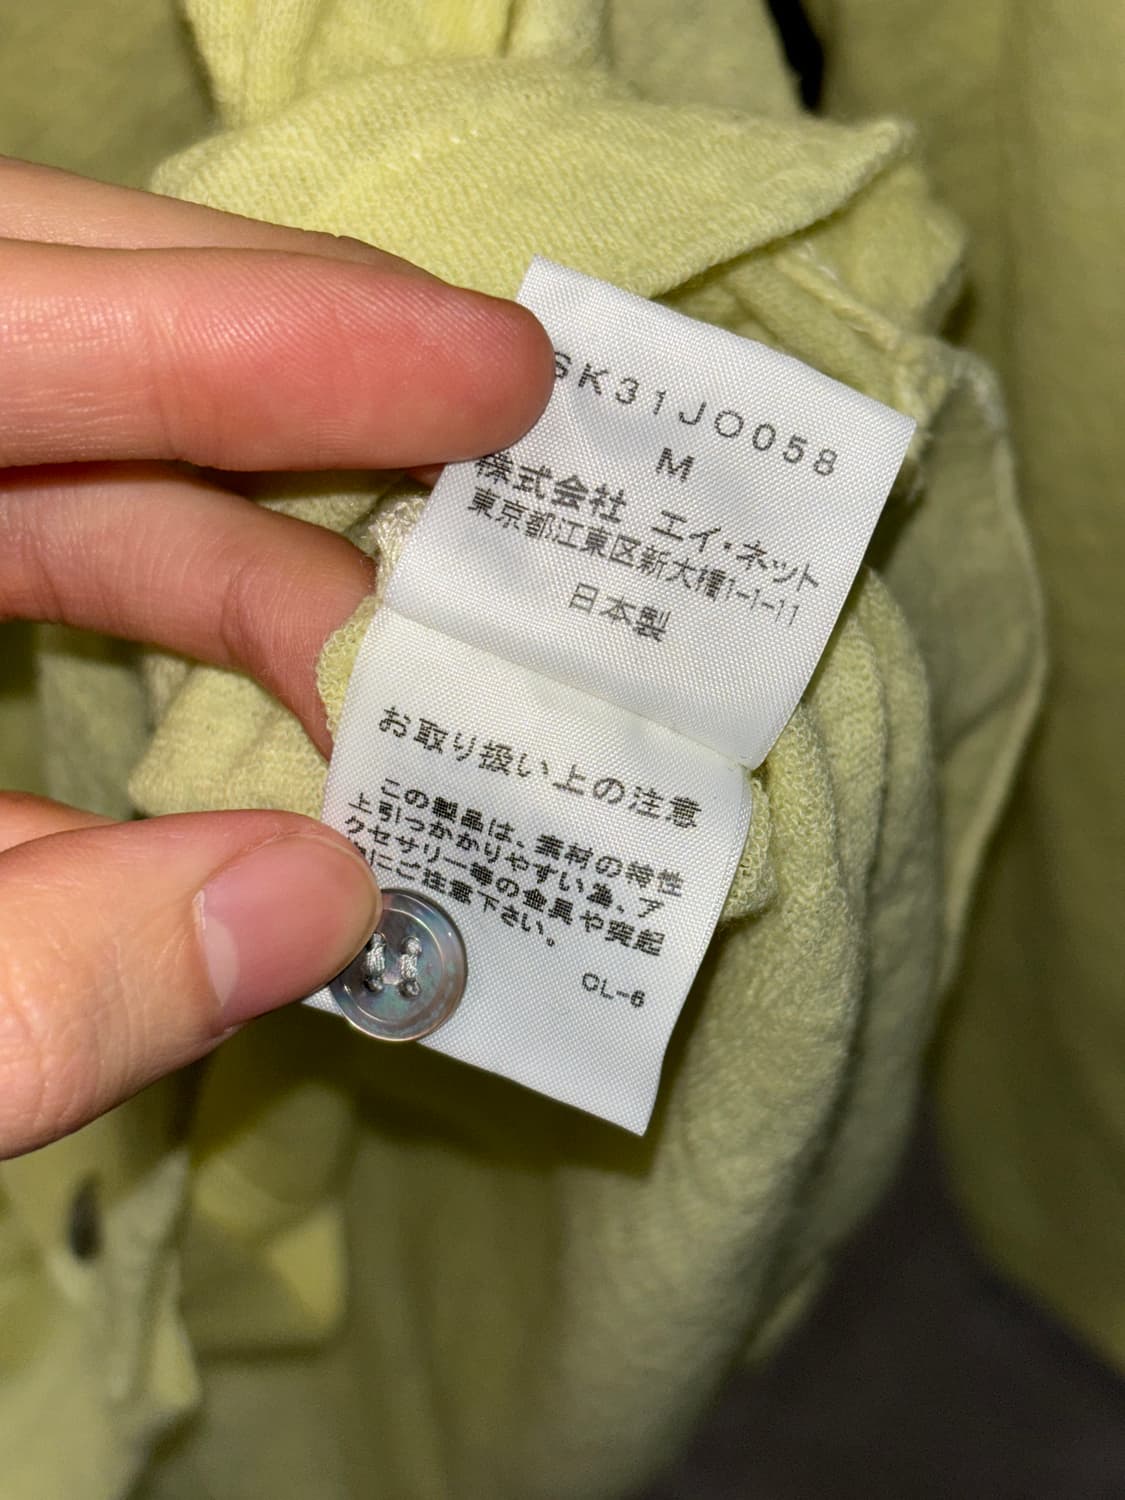 SK31JO058
M
株式会社 エイ・ネット
東京都江東区新大橋1-1-11
日本製
お取り扱い上の注意
この製品は、素材の特性
上引っかかりやすい為、ア
クセサリー等の金具や突起
にご注意下さい。
CL-6